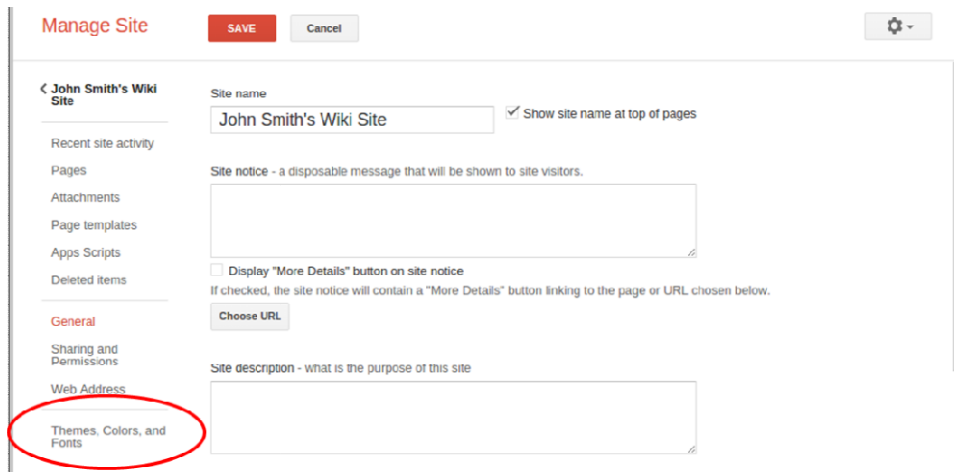 Manage Site
SAVE
Cancel
John Smith's Wiki
Site
Recent site activity
Pages
Attachments
Page templates
Apps Scripts
Deleted items
General
Sharing and
Permissions
Web Address
Themes, Colors, and
Fonts
Site name
John Smith's Wiki Site
Show site name at top of pages
Site notice - a disposable message that will be shown to site visitors.
Display "More Details" button on site notice
If checked, the site notice will contain a "More Details" button linking to the page or URL chosen below.
Choose URL
Site description - what is the purpose of this site